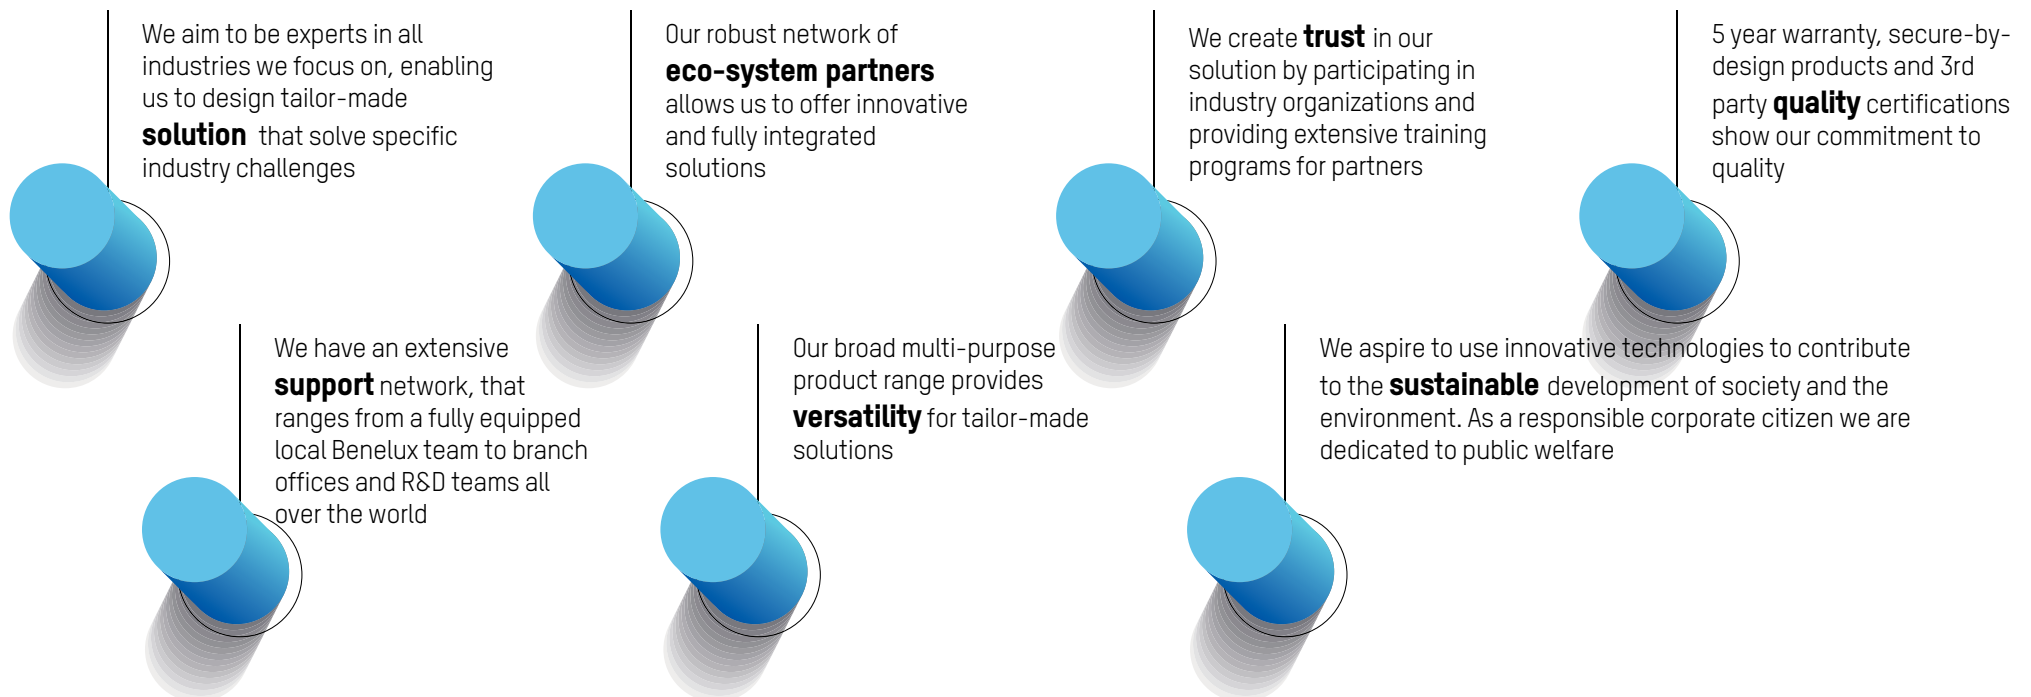 We aim to be experts in all
industries we focus on, enabling
us to design tailor-made
solution that solve specific
industry challenges
Our robust network of
eco-system partners
allows us to offer innovative
and fully integrated
solutions
We create trust in our
solution by participating in
industry organizations and
providing extensive training
programs for partners
5 year warranty, secure-by-
design products and 3rd
party quality certifications
show our commitment to
quality
We have an extensive
support network, that
ranges from a fully equipped
local Benelux team to branch
offices and R&D teams all
over the world
Our broad multi-purpose
product range provides
versatility for tailor-made
solutions
We aspire to use innovative technologies to contribute
to the sustainable development of society and the
environment. As a responsible corporate citizen we are
dedicated to public welfare